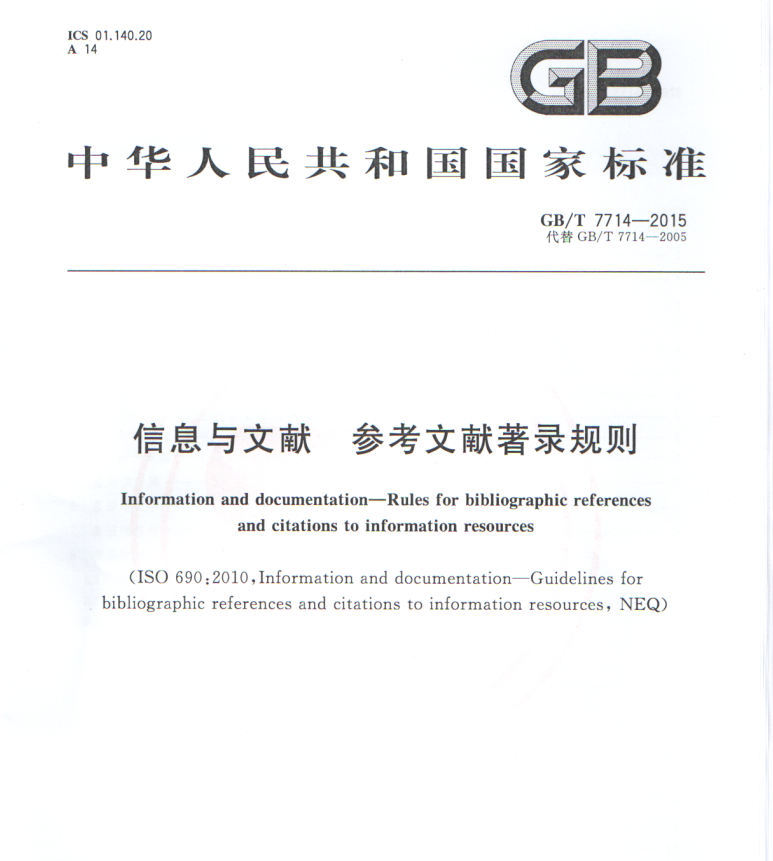 ICS 01.140.20
A 14
GB
中华人民共和国国家标准
GB/T 7714—2015
代替 GB/T 7714—2005
信息与文献 参考文献著录规则
Information and documentation—Rules for bibliographic references
and citations to information resources
(ISO 690:2010,Information and documentation—Guidelines for
bibliographic references and citations to information resources, NEQ)